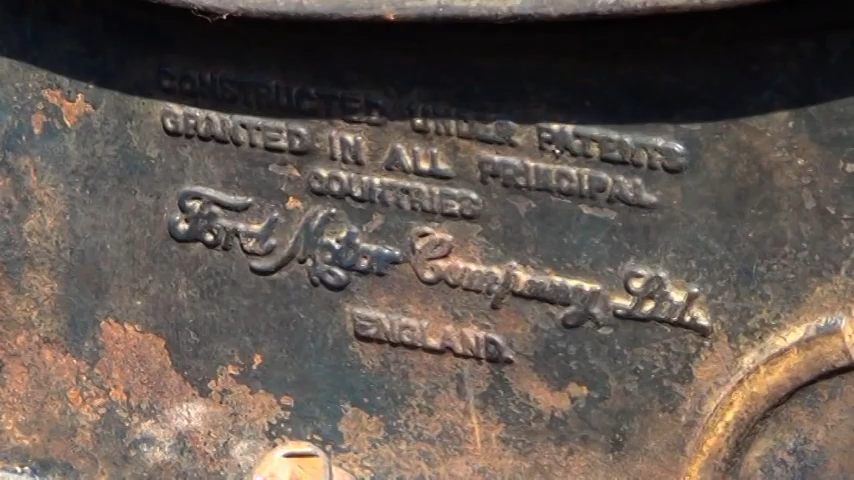 CONSTRUCTED UNDER PATENTS
GRANTED IN ALL PRINCIPAL
COUNTRIES
Ford Motor Company Ltd.
ENGLAND.